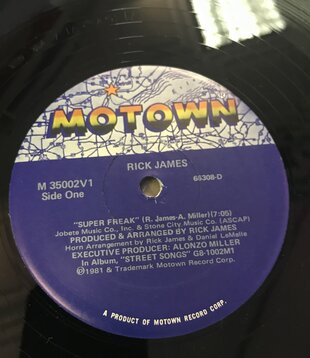 MOTOWN
RICK JAMES
M 35002V1
Side One
66308-D
"SUPER FREAK" (R. James-A. Miller)(7:05)
Jobete Music Co., Inc. & Stone City Music Co. (ASCAP)
PRODUCED & ARRANGED BY RICK JAMES
Horn Arrangement by Rick James and Daniel LeMelle
EXECUTIVE PRODUCER: ALONZO MILLER
In Album, "STREET SONGS" G8-1002M1
℗©1981 & Trademark Motown Record Corp.
A PRODUCT OF MOTOWN RECORD CORP.